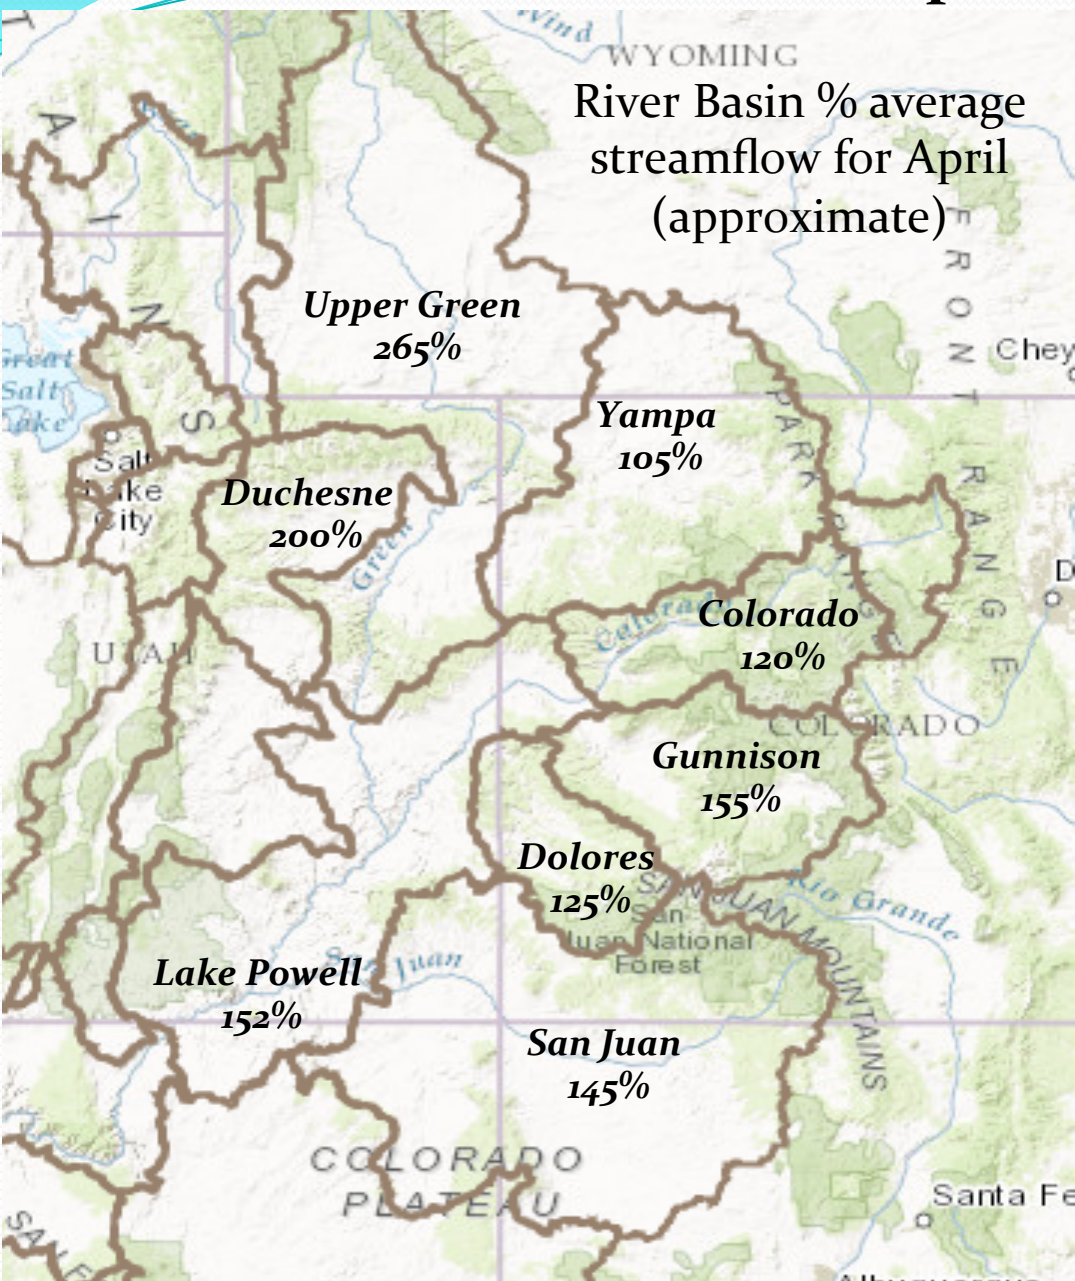 Wind
WYOMING
River Basin % average
streamflow for April
(approximate)
Upper Green
265%
Great
Salt
Lake
Chey
FRONT RANGE
Yampa
105%
PARK RANGE
Salt
Lake
City
Duchesne
200%
Green
D
Colorado
Colorado
120%
UTAH
COLORADO
Gunnison
155%
Dolores
125%
SAN JUAN MOUNTAINS
Rio Grande
San
Juan National
Forest
San Juan
Lake Powell
152%
San Juan
145%
COLORADO
PLATEAU
Santa Fe
SAN F